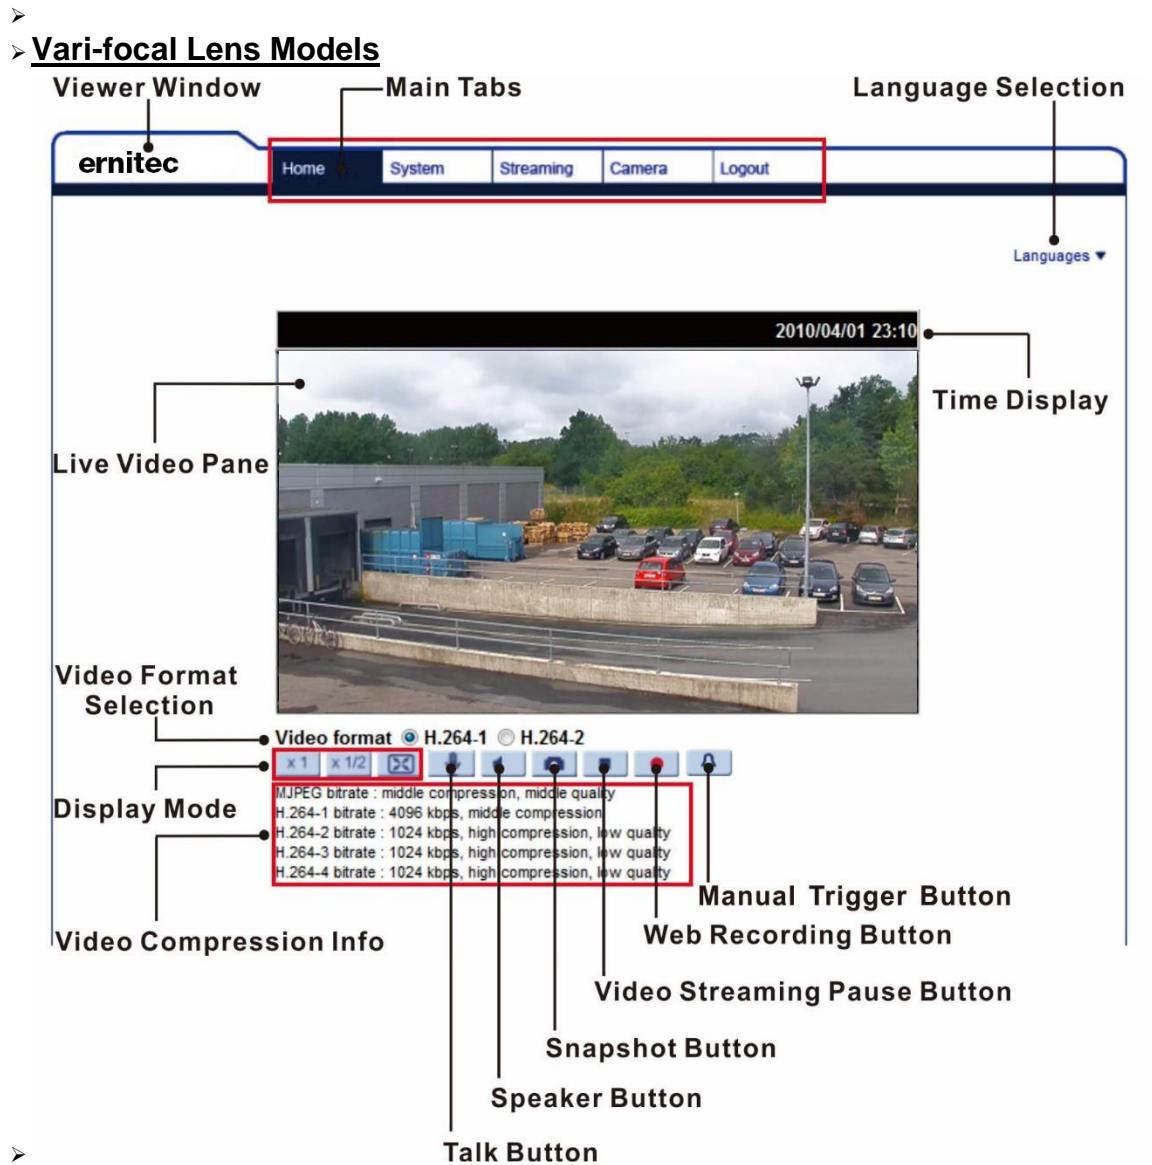 Vari-focal Lens Models
Viewer Window
Main Tabs
Language Selection
ernitec
Home
System
Streaming
Camera
Logout
Languages ▼
2010/04/01 23:10
Time Display
Live Video Pane
Video Format
Selection
Video format H.264-1 H.264-2
x 1
x 1/2
Display Mode
MJPEG bitrate : middle compression, middle quality
H.264-1 bitrate : 4096 kbps, middle compression
H.264-2 bitrate : 1024 kbps, high compression, low quality
H.264-3 bitrate : 1024 kbps, high compression, low quality
H.264-4 bitrate : 1024 kbps, high compression, low quality
Video Compression Info
Manual Trigger Button
Web Recording Button
Video Streaming Pause Button
Snapshot Button
Speaker Button
Talk Button